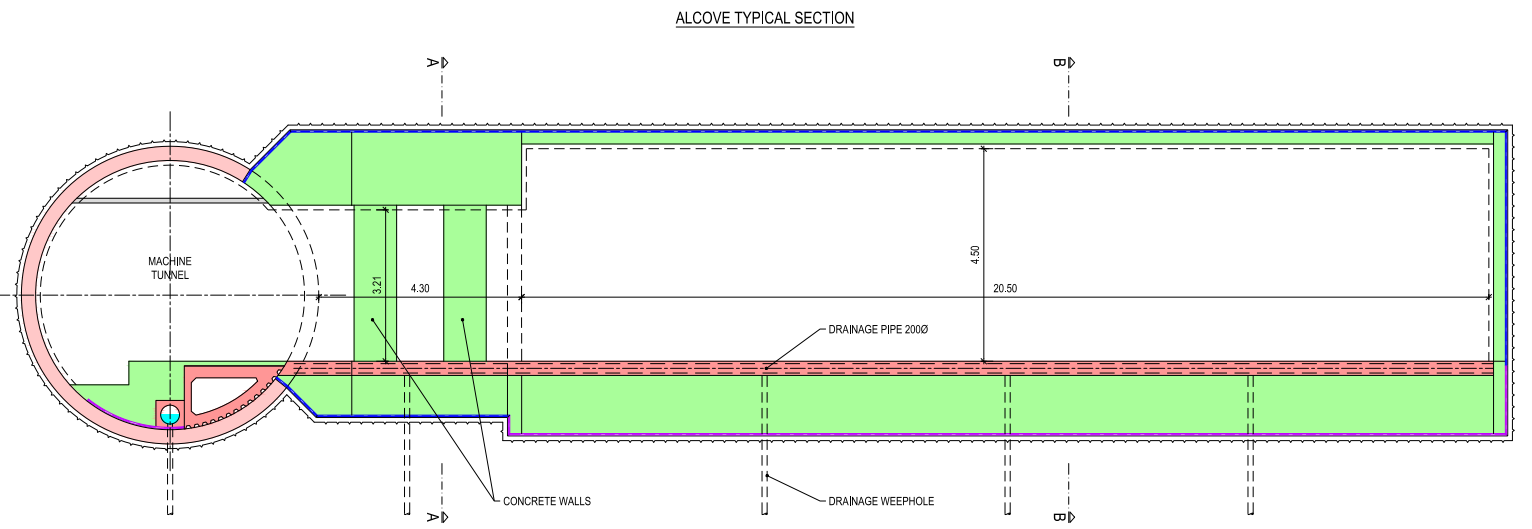 ALCOVE TYPICAL SECTION
A
B
MACHINE
TUNNEL
3.21
4.30
4.50
20.50
DRAINAGE PIPE 200Ø
CONCRETE WALLS
DRAINAGE WEEPHOLE
A
B